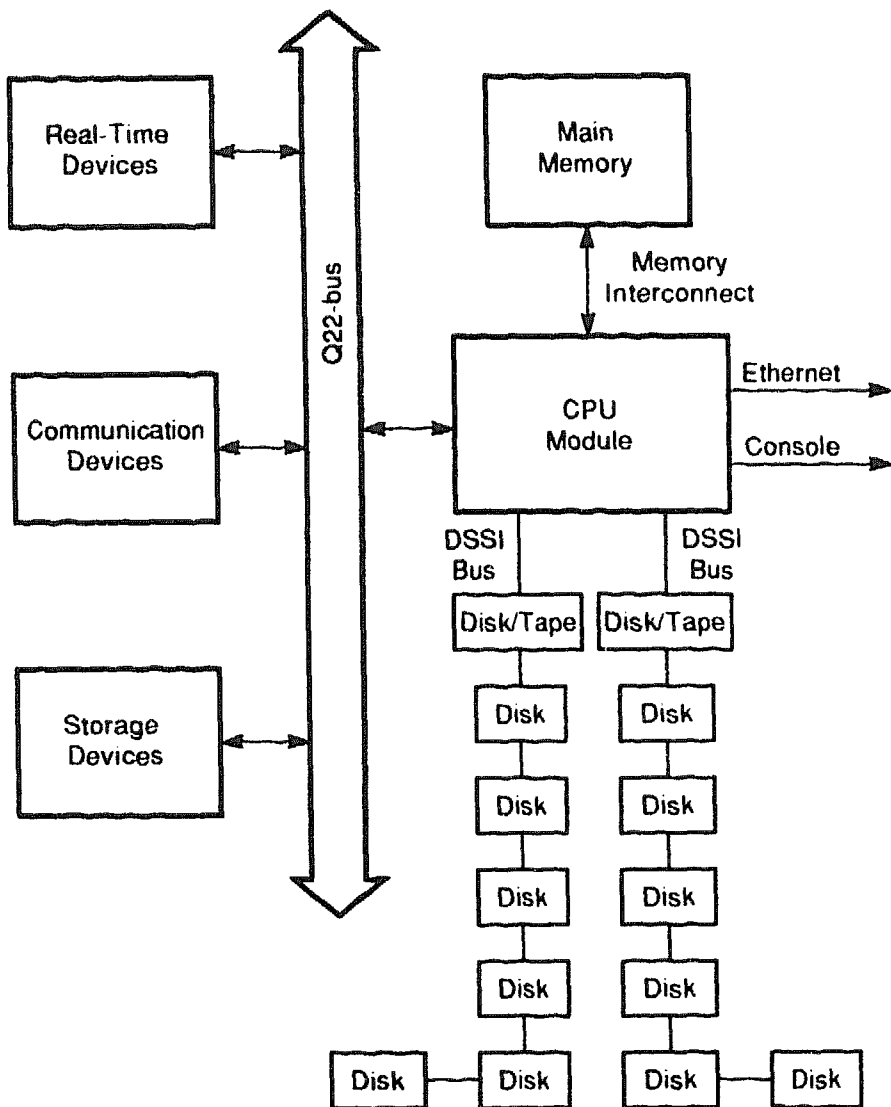 Real-Time
Devices
Main
Memory
Q22-bus
Memory
Interconnect
Communication
Devices
CPU
Module
Ethernet
Console
DSSI
Bus
DSSI
Bus
Disk/Tape
Disk/Tape
Disk
Disk
Storage
Devices
Disk
Disk
Disk
Disk
Disk
Disk
Disk
Disk
Disk
Disk